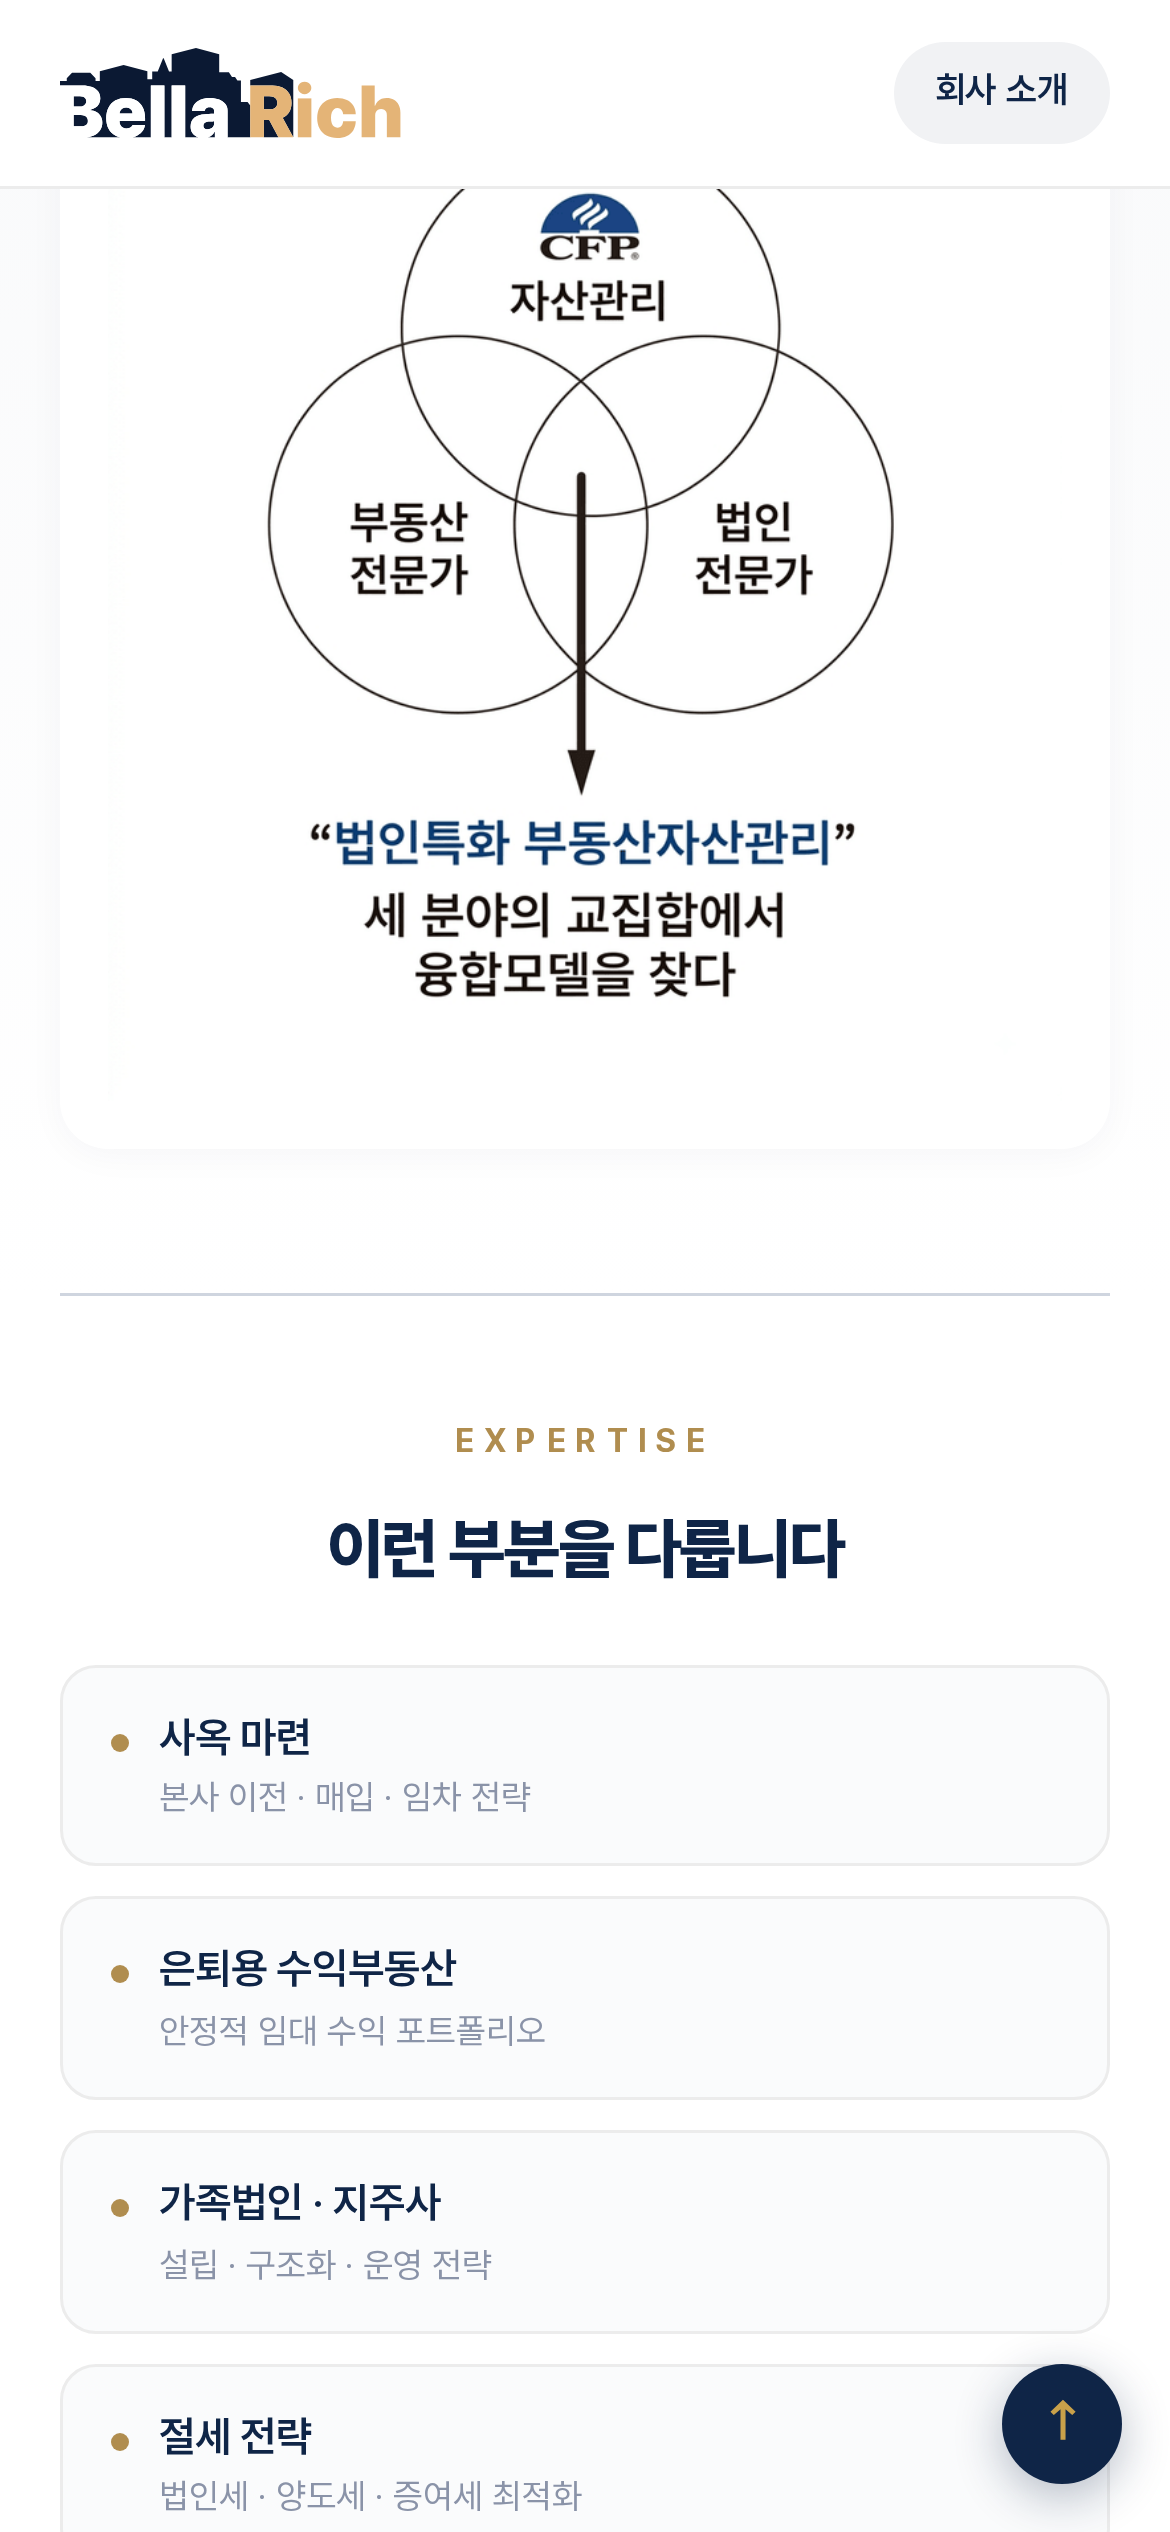 Bella Rich
회사 소개
CFP®
자산관리
부동산
전문가
법인
전문가
“법인특화 부동산자산관리”
세 분야의 교집합에서
융합모델을 찾다
EXPERTISE
이런 부분을 다룹니다
사옥 마련
본사 이전 · 매입 · 임차 전략
은퇴용 수익부동산
안정적 임대 수익 포트폴리오
가족법인 · 지주사
설립 · 구조화 · 운영 전략
절세 전략
법인세 · 양도세 · 증여세 최적화